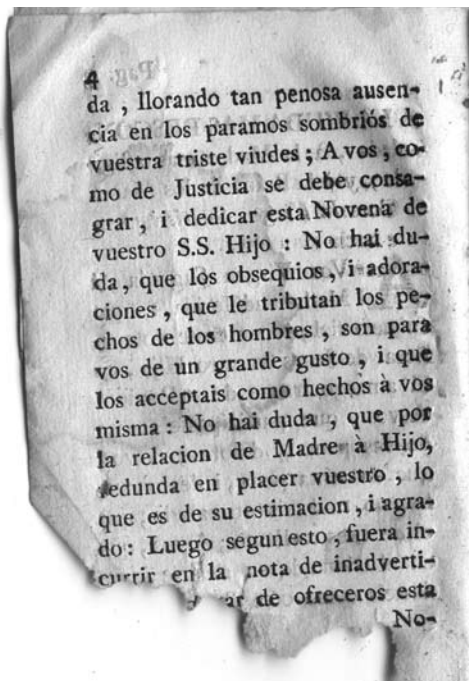 4
da , llorando tan penosa ausen-
cia en los paramos sombriós de
vuestra triste viudes ; A vos , co-
mo de Justicia se debe consa-
grar , i dedicar esta Novena de
vuestro S.S. Hijo : No hai du-
da , que los obsequios , i adora-
ciones , que le tributan los pe-
chos de los hombres , son para
vos de un grande gusto , i que
los acceptais como hechos à vos
misma : No hai duda , que por
la relacion de Madre à Hijo,
redunda en placer vuestro , lo
que es de su estimacion , i agra-
do : Luego segun esto , fuera in-
currir en la nota de inadverti-
de ofreceros esta
No-